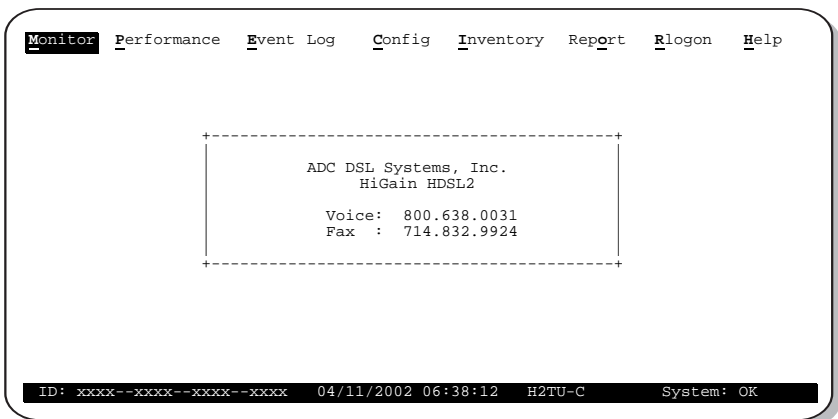 Monitor Performance Event Log Config Inventory Report Rlogon Help
ADC DSL Systems, Inc.
HiGain HDSL2
Voice: 800.638.0031
Fax : 714.832.9924
ID: xxxx--xxxx--xxxx--xxxx 04/11/2002 06:38:12 H2TU-C System: OK